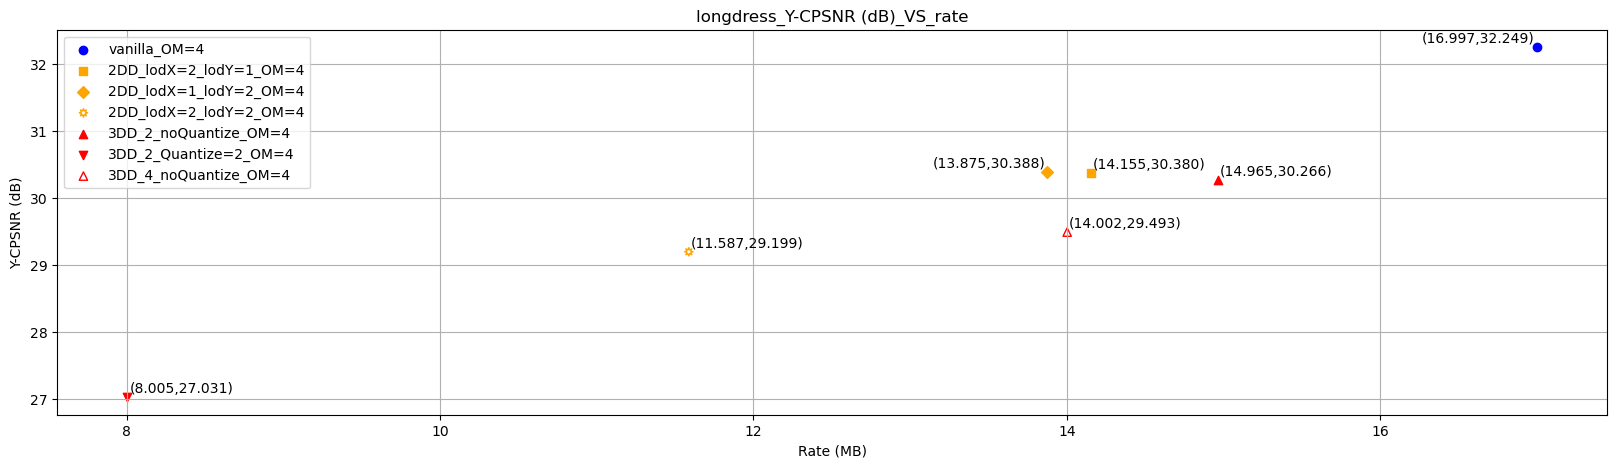 longdress_Y-CPSNR (dB)_VS_rate
vanilla_OM=4
2DD_lodX=2_lodY=1_OM=4
2DD_lodX=1_lodY=2_OM=4
2DD_lodX=2_lodY=2_OM=4
3DD_2_noQuantize_OM=4
3DD_2_Quantize=2_OM=4
3DD_4_noQuantize_OM=4
(16.997,32.249)
(13.875,30.388)
(14.155,30.380)
(14.965,30.266)
(14.002,29.493)
(11.587,29.199)
(8.005,27.031)
Y-CPSNR (dB)
32
31
30
29
28
27
8
10
12
14
16
Rate (MB)